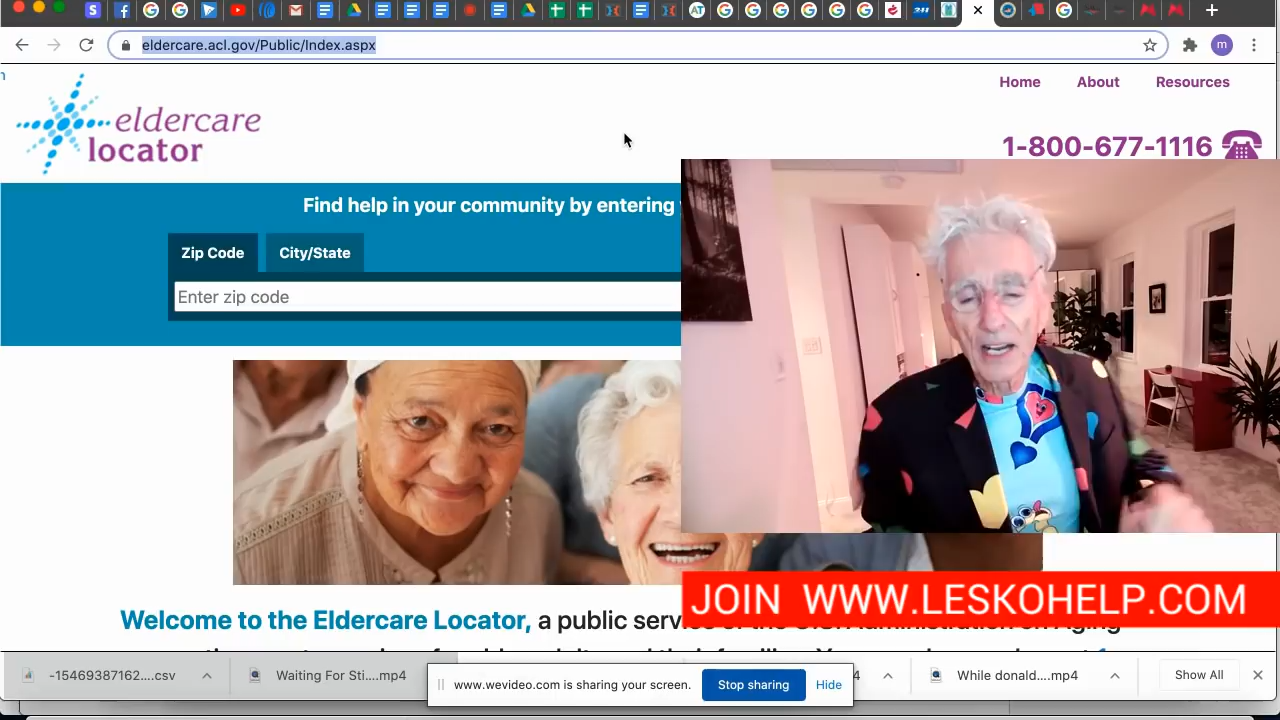 eldercare.acl.gov/Public/Index.aspx
m
eldercare
locator
Home About Resources
1-800-677-1116
Find help in your community by entering
Zip Code City/State
Enter zip code
JOIN WWW.LESKOHELP.COM
Welcome to the Eldercare Locator, a public
-15469387162....csv
Waiting For Sti....mp4
www.wevideo.com is sharing your screen.
Stop sharing
Hide
While donald....mp4
Show All